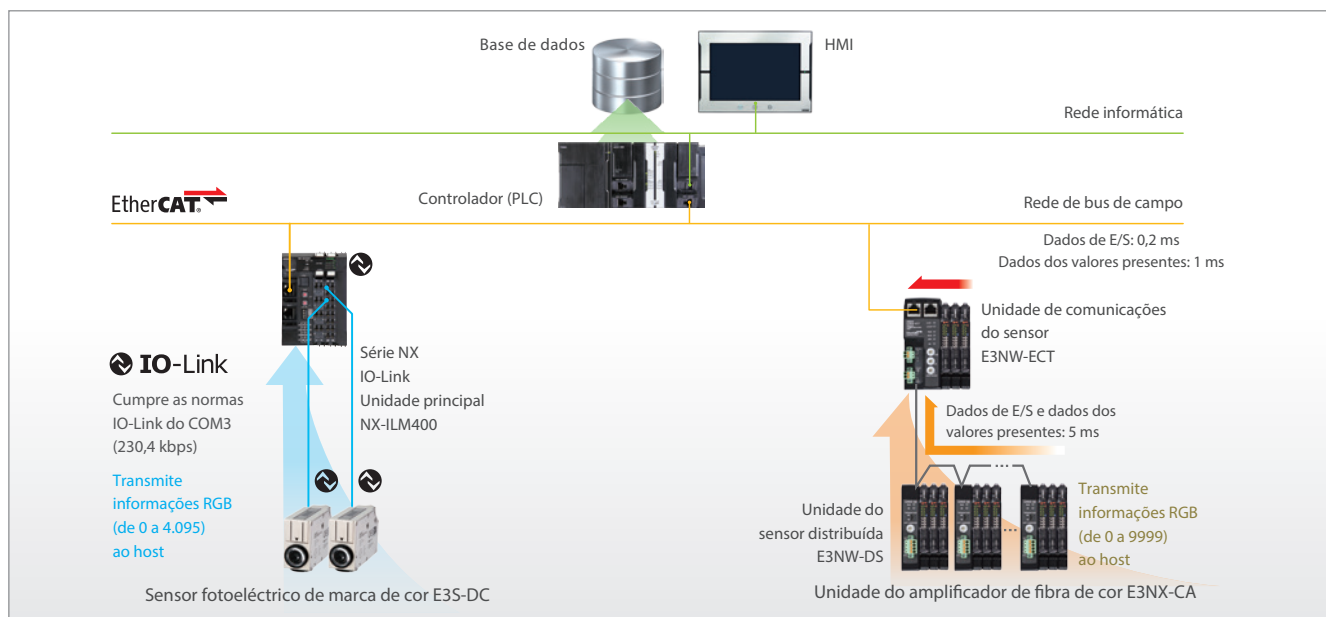 Base de dados
HMI
Rede informática
Controlador (PLC)
EtherCAT®
Rede de bus de campo
Dados de E/S: 0,2 ms
Dados dos valores presentes: 1 ms
Unidade de comunicações
do sensor
E3NW-ECT
IO-Link
Cumpre as normas
IO-Link do COM3
(230,4 kbps)
Transmite
informações RGB
(de 0 a 4.095)
ao host
Série NX
IO-Link
Unidade principal
NX-ILM400
Dados de E/S e dados dos
valores presentes: 5 ms
Unidade do
sensor distribuída
E3NW-DS
...
...
Transmite
informações RGB
(de 0 a 9999)
ao host
Sensor fotoeléctrico de marca de cor E3S-DC
Unidade do amplificador de fibra de cor E3NX-CA